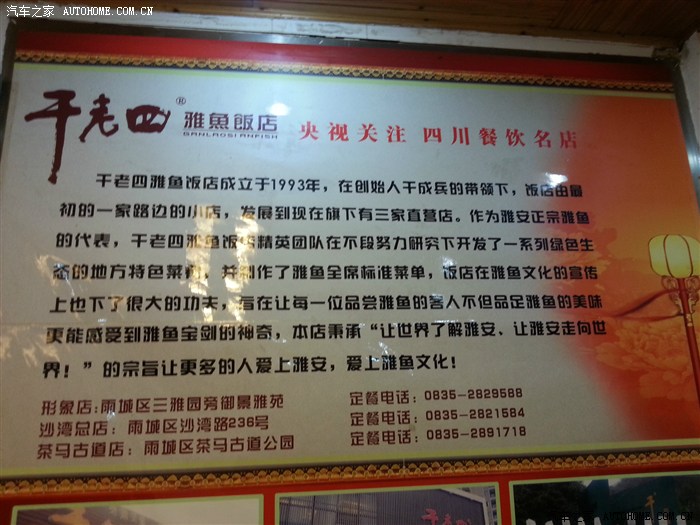 汽车之家 AUTOHOME.COM.CN
干老四® 雅魚飯店 央视关注 四川餐饮名店
GANLAOSI ANFISH
干老四雅鱼饭店成立于1993年，在创始人干成兵的带领下，饭店由最
初的一家路边的小店，发展到现在旗下有三家直营店。作为雅安正宗雅鱼
的代表，干老四雅鱼饭店精英团队在不段努力研究下开发了一系列绿色生
态的地方特色菜肴，并制作了雅鱼全席标准菜单，饭店在雅鱼文化的宣传
上也下了很大的功夫，旨在让每一位品尝雅鱼的客人不但品足雅鱼的美味
更能感受到雅鱼宝剑的神奇，本店秉承“让世界了解雅安、让雅安走向世
界！”的宗旨让更多的人爱上雅安，爱上雅鱼文化！
形象店：雨城区三雅园旁御景雅苑 定餐电话：0835-2829588
沙湾总店：雨城区沙湾路236号 定餐电话：0835-2821584
茶马古道店：雨城区茶马古道公园 定餐电话：0835-2891718
干老四
汽车之家 AUTOHOME.COM.CN